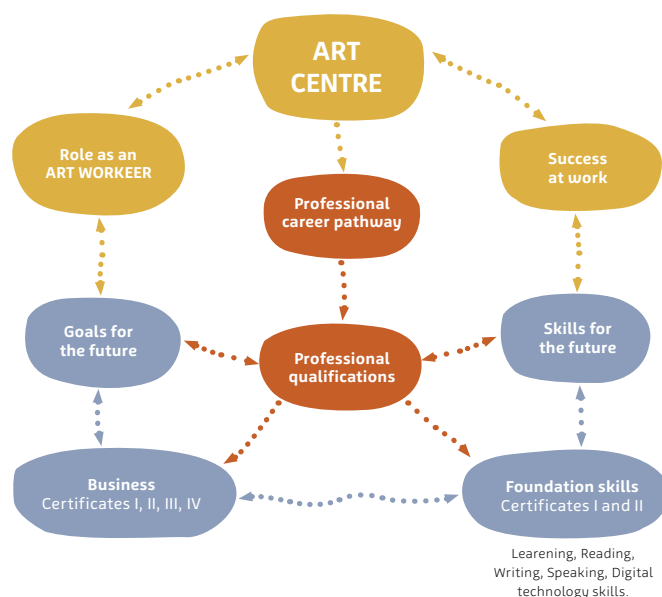 ART
CENTRE
Role as an
ART WORKEER
Success
at work
Professional
career pathway
Goals for
the future
Skills for
the future
Professional
qualifications
Business
Certificates I, II, III, IV
Foundation skills
Certificates I and II
Learening, Reading,
Writing, Speaking, Digital
technology skills.